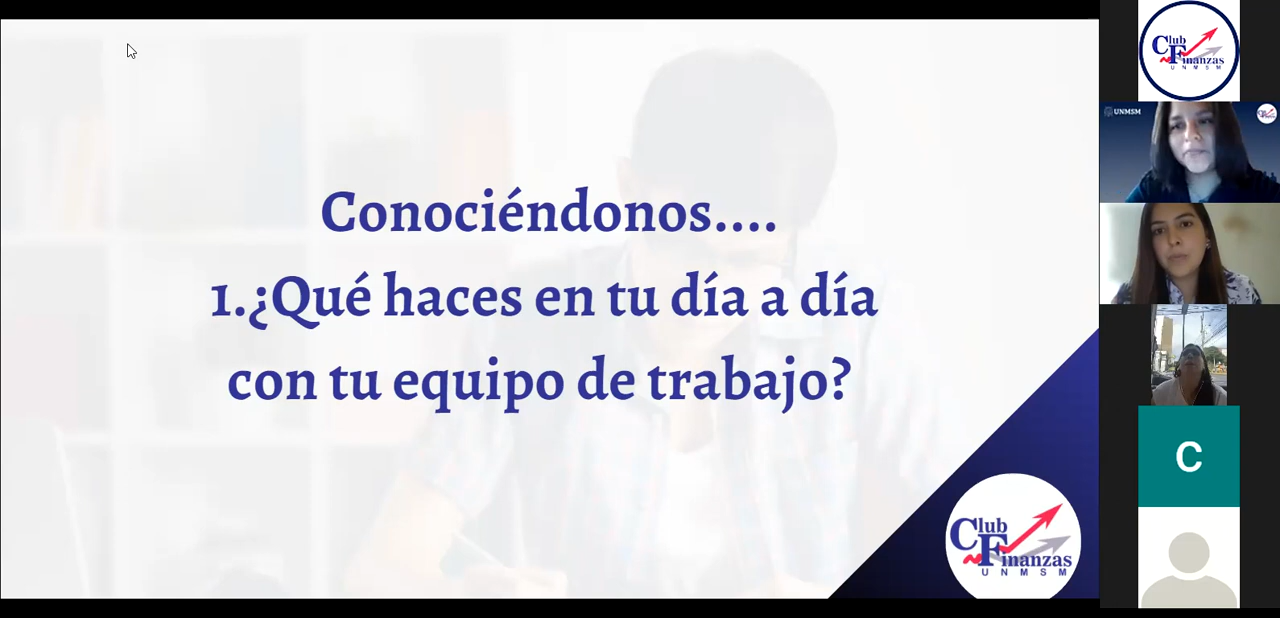 Conociéndonos....
1.¿Qué haces en tu día a día
con tu equipo de trabajo?
Club
Finanzas
UNMSM
Club
Finanzas
UNMSM
UNMSM
C